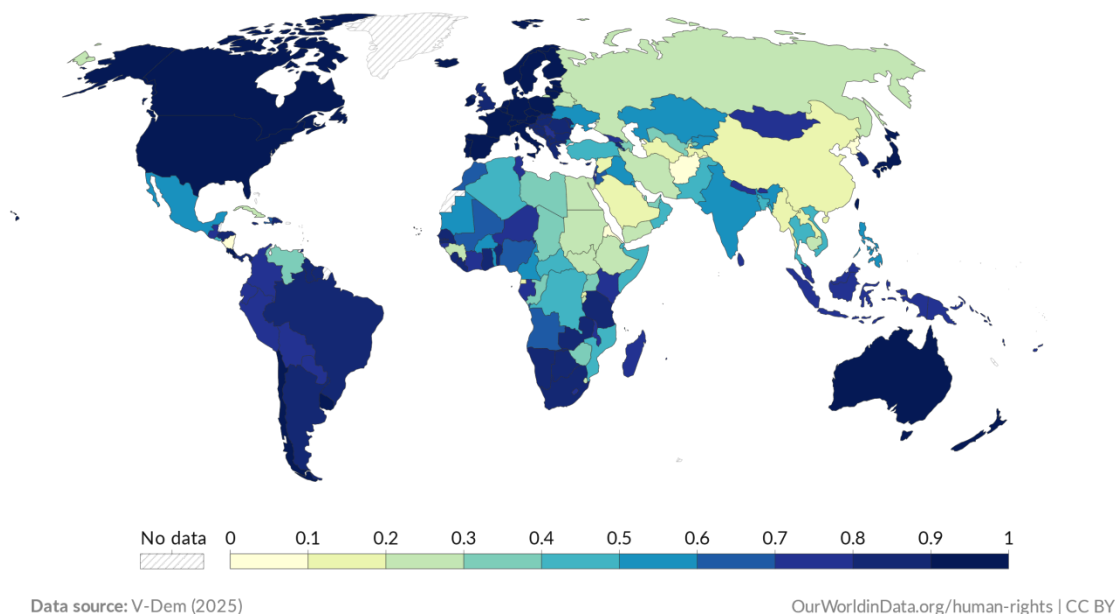 No data 0 0.1 0.2 0.3 0.4 0.5 0.6 0.7 0.8 0.9 1
Data source: V-Dem (2025) OurWorldinData.org/human-rights | CC BY